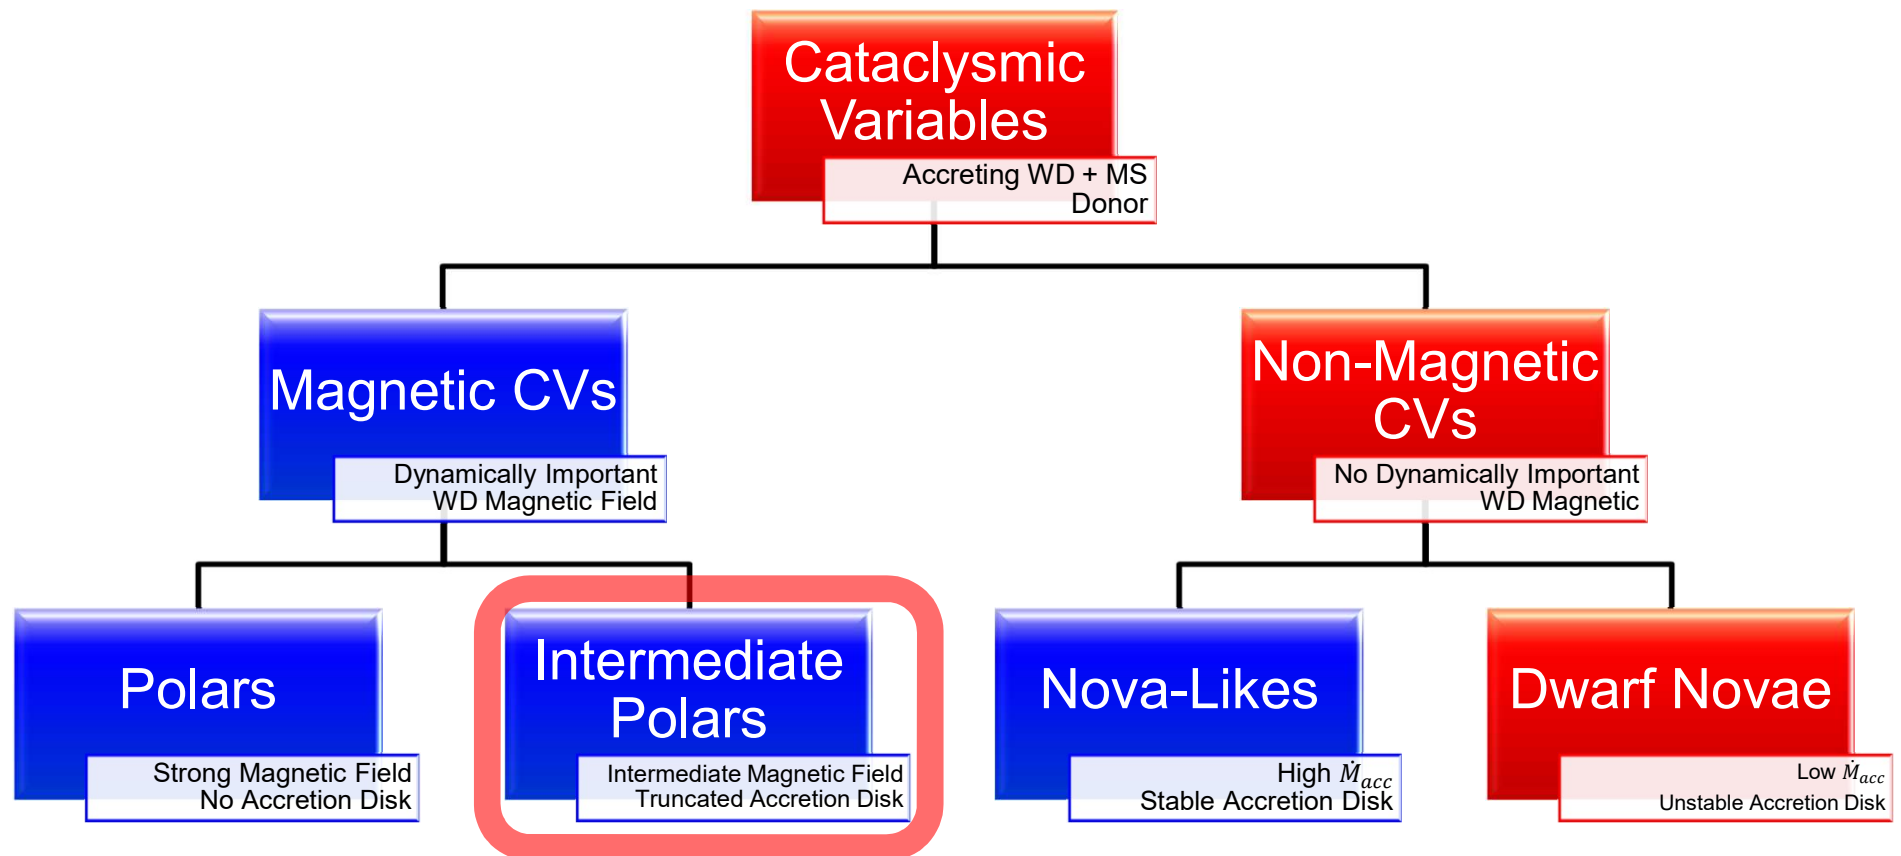 Cataclysmic
Variables
Accreting WD + MS
Donor
Magnetic CVs
Dynamically Important
WD Magnetic Field
Non-Magnetic
CVs
No Dynamically Important
WD Magnetic
Polars
Strong Magnetic Field
No Accretion Disk
Intermediate
Polars
Intermediate Magnetic Field
Truncated Accretion Disk
Nova-Likes
High Ṁ_acc
Stable Accretion Disk
Dwarf Novae
Low Ṁ_acc
Unstable Accretion Disk